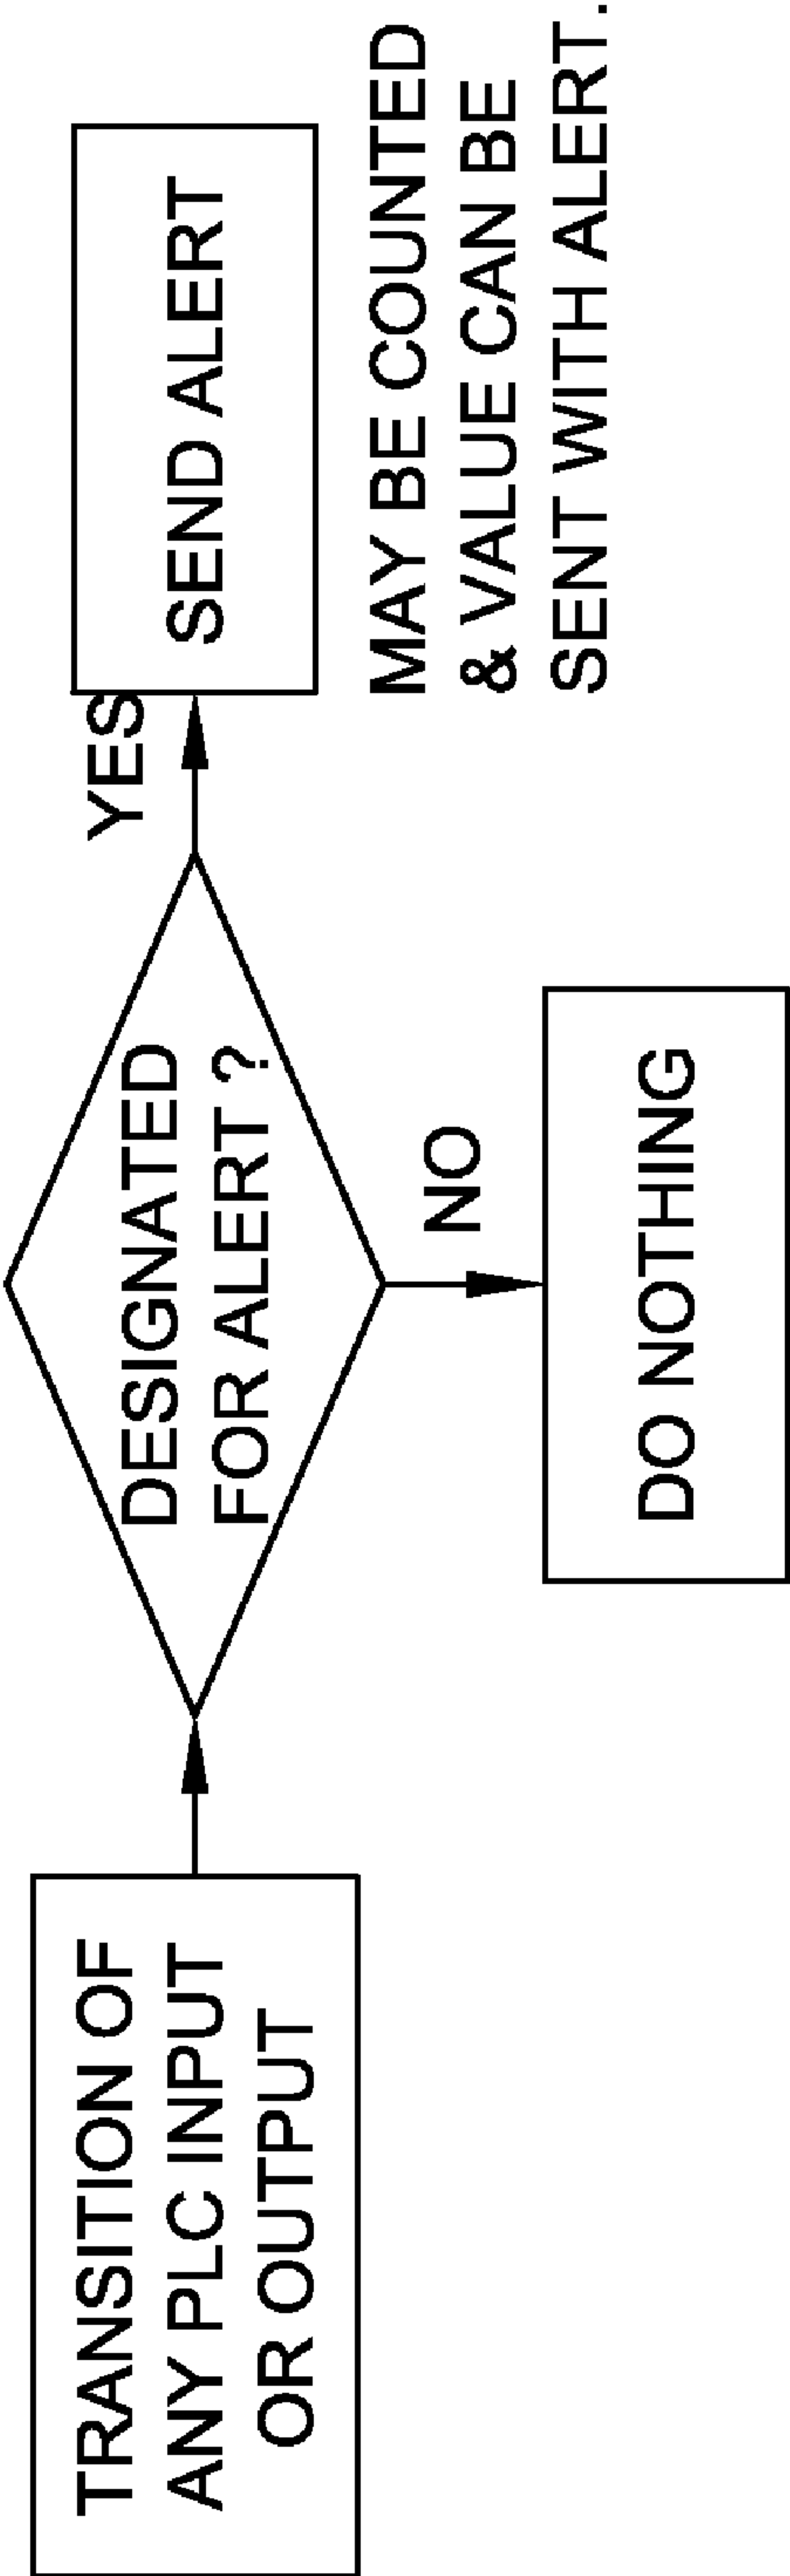 TRANSITION OF
ANY PLC INPUT
OR OUTPUT
DESIGNATED
FOR ALERT ?
YES
SEND ALERT
MAY BE COUNTED
& VALUE CAN BE
SENT WITH ALERT.
NO
DO NOTHING